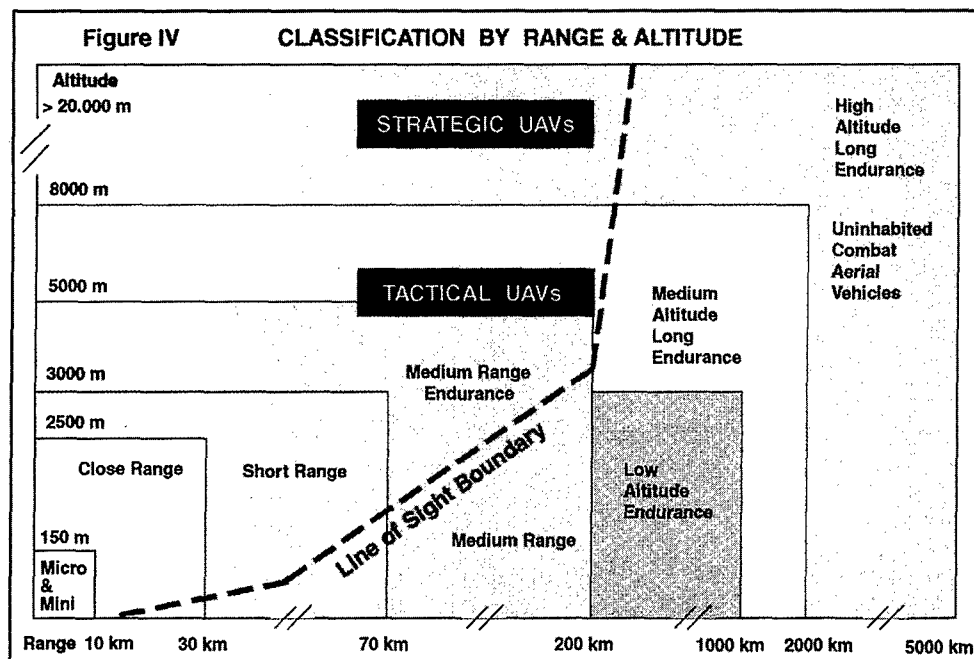 Figure IV CLASSIFICATION BY RANGE & ALTITUDE
Altitude
> 20.000 m
STRATEGIC UAVs
High
Altitude
Long
Endurance
8000 m
Uninhabited
Combat
Aerial
Vehicles
5000 m
TACTICAL UAVs
Medium
Altitude
Long
Endurance
3000 m
Medium Range
Endurance
2500 m
Close Range
Short Range
Line of Sight Boundary
Low
Altitude
Endurance
150 m
Medium Range
Micro
&
Mini
Range 10 km 30 km 70 km 200 km 1000 km 2000 km 5000 km